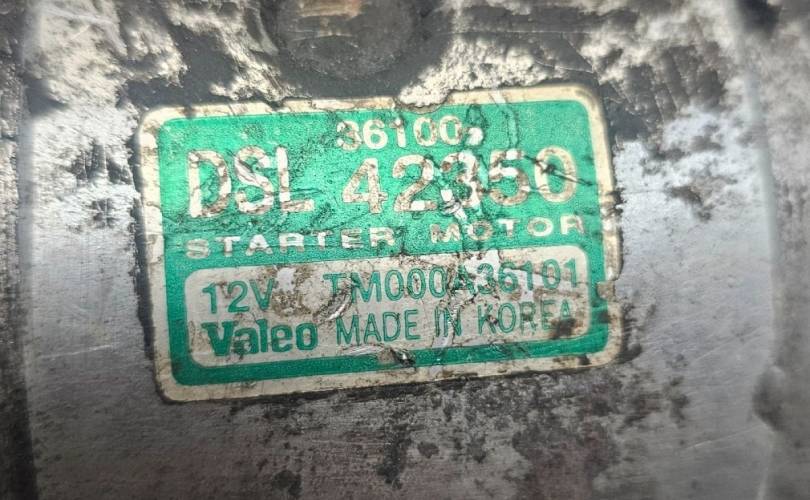 36100
DSL 42350
STARTER MOTOR
12V TM000A36101
Valeo MADE IN KOREA